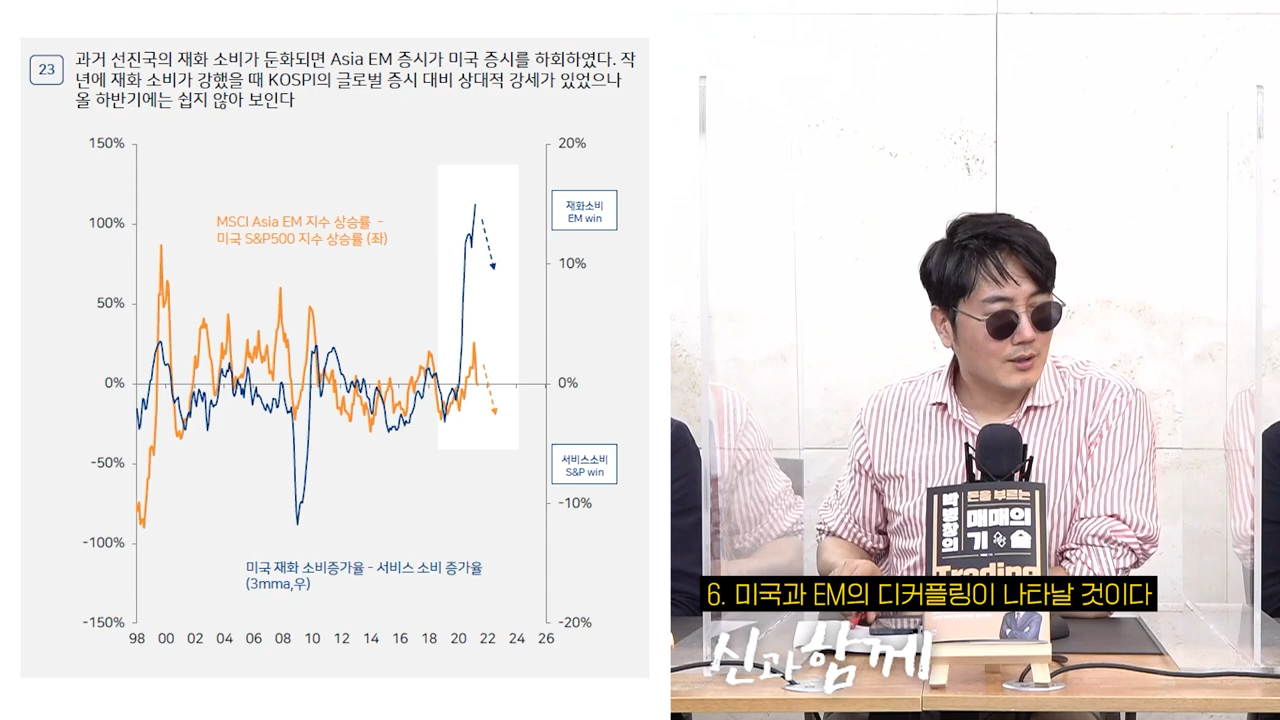 23
과거 선진국의 재화 소비가 둔화되면 Asia EM 증시가 미국 증시를 하회하였다. 작
년에 재화 소비가 강했을 때 KOSPI의 글로벌 증시 대비 상대적 강세가 있었으나
올 하반기에는 쉽지 않아 보인다
150%
100%
50%
0%
-50%
-100%
-150%
20%
10%
0%
-10%
-20%
MSCI Asia EM 지수 상승률 -
미국 S&P500 지수 상승률 (좌)
재화소비
EM win
서비스소비
S&P win
미국 재화 소비증가율 - 서비스 소비 증가율
(3mma,우)
98 00 02 04 06 08 10 12 14 16 18 20 22 24 26
박병창의
돈을 부르는
매매의
기술
Trading
6. 미국과 EM의 디커플링이 나타날 것이다
신과함께